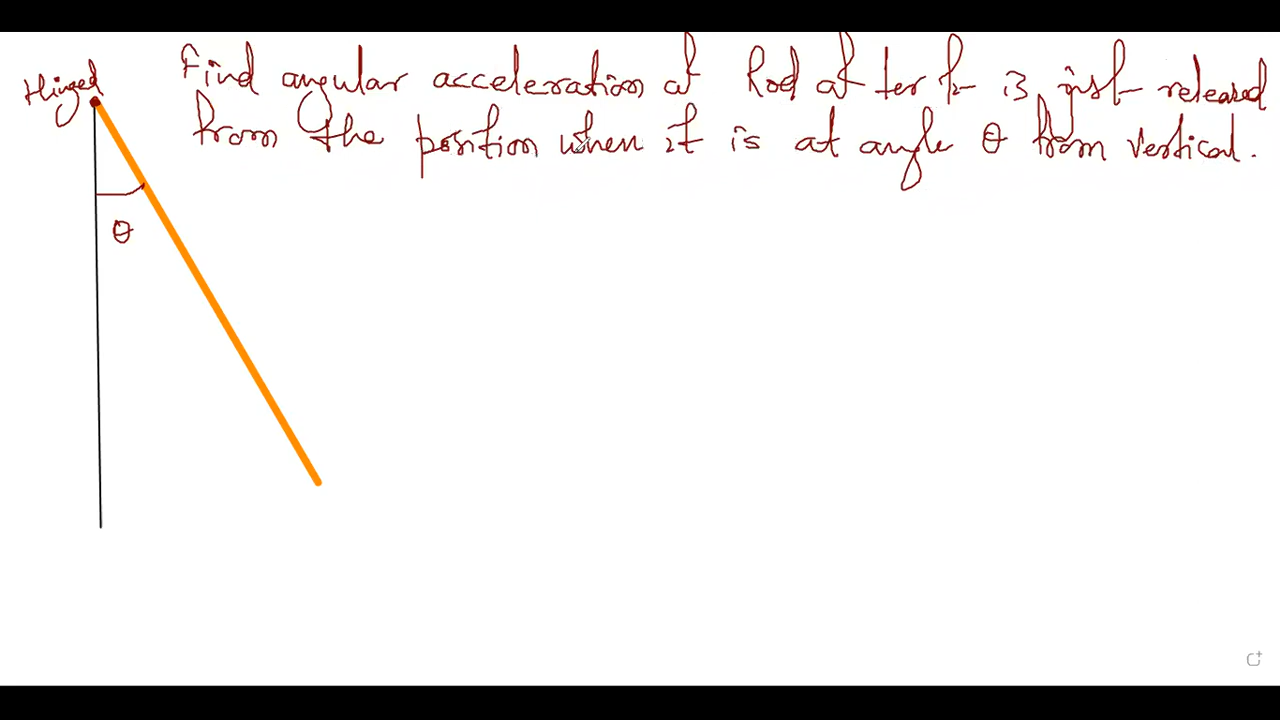 Hinged
Find angular acceleration of Rod after it is just released
from the position when it is at angle θ from vertical.
θ